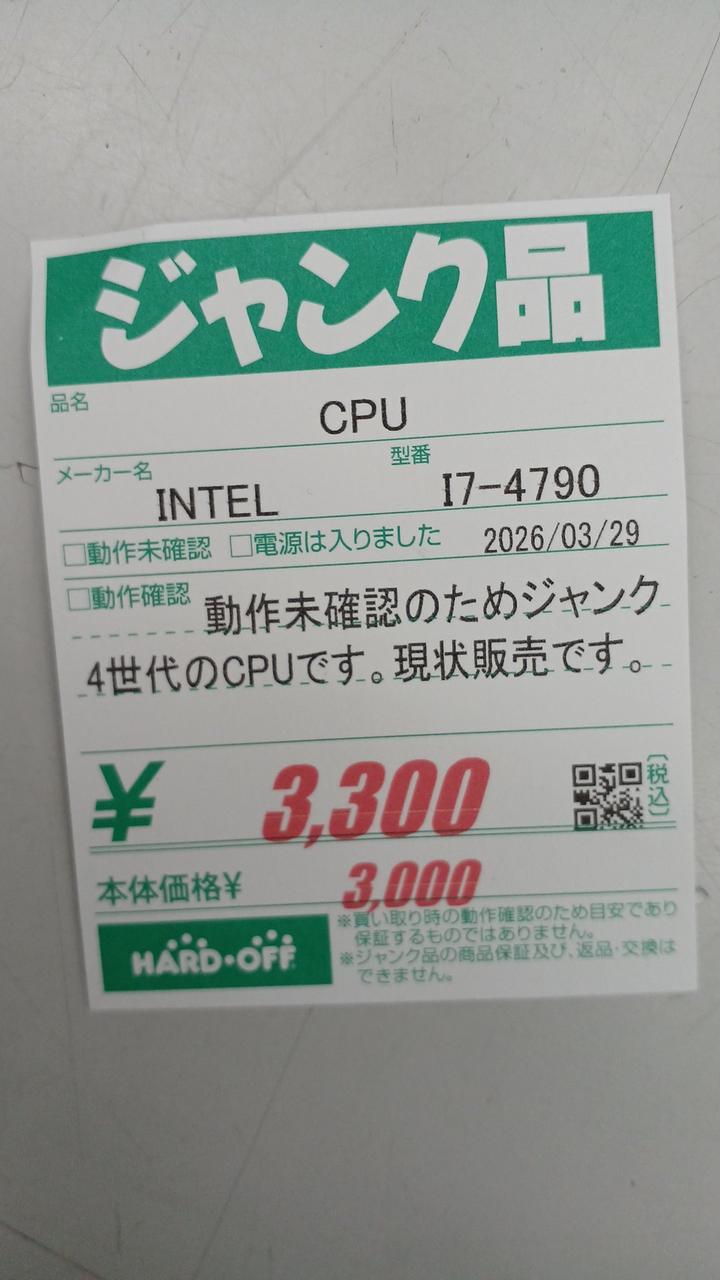 ジャンク品
品名
CPU
メーカー名 型番
INTEL I7-4790
□動作未確認 □電源は入りました 2026/03/29
□動作確認 動作未確認のためジャンク
4世代のCPUです。現状販売です。
¥ 3,300 〔税込〕
本体価格¥ 3,000
HARD・OFF
※買い取り時の動作確認のため目安であり
保証するものではありません。
※ジャンク品の商品保証及び、返品・交換は
できません。